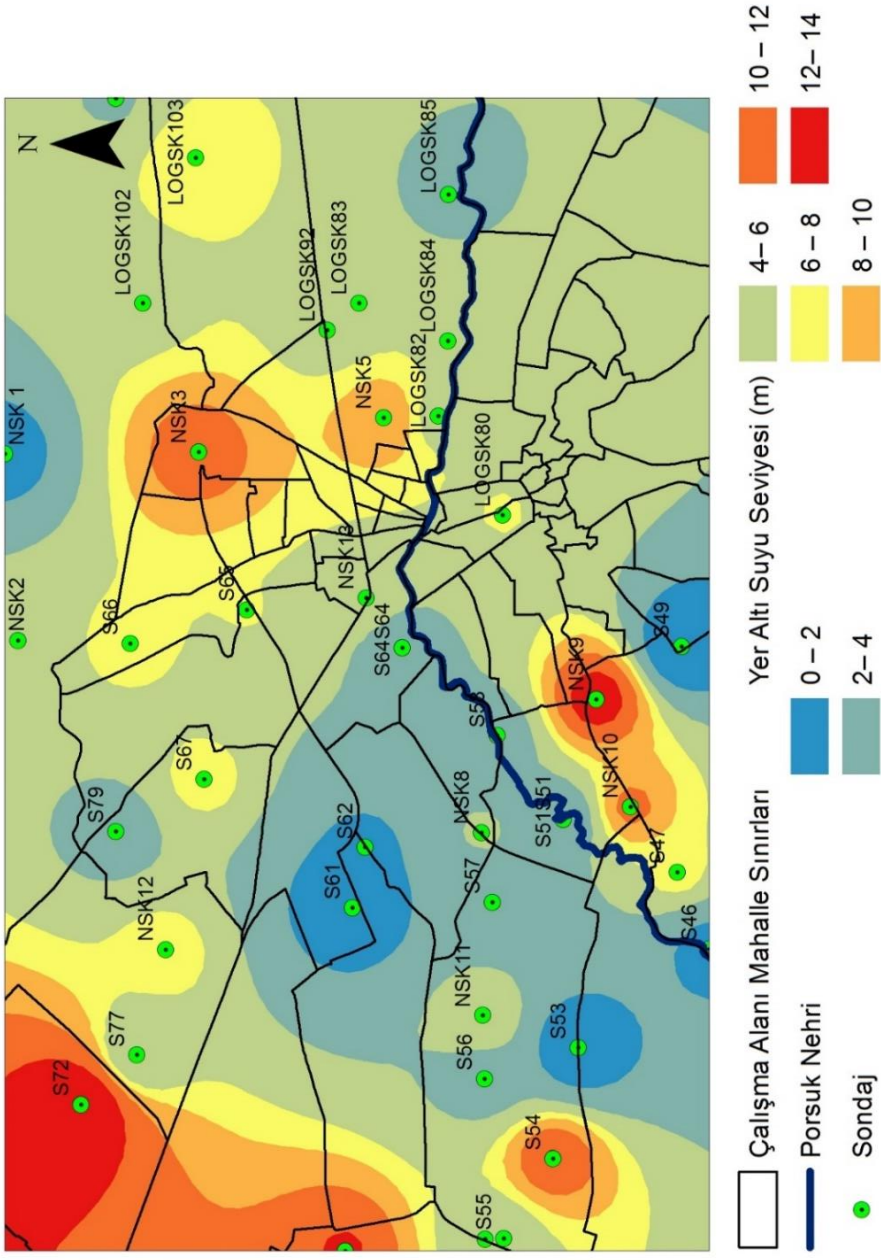 N
NSK 1
NSK2
LOGSK102
LOGSK103
NSK3
S66
S65
S79
S67
NSK12
S77
S72
LOGSK92
LOGSK83
NSK5
LOGSK82
LOGSK84
LOGSK85
NSK13
S64S64
LOGSK80
S62
S61
NSK8
S57
NSK11
S56
S55
S54
S53
S51S51
NSK9
NSK10
S49
S47
S46
Çalışma Alanı Mahalle Sınırları
Porsuk Nehri
Sondaj
Yer Altı Suyu Seviyesi (m)
0 – 2
2– 4
4– 6
6 – 8
8 – 10
10 – 12
12– 14